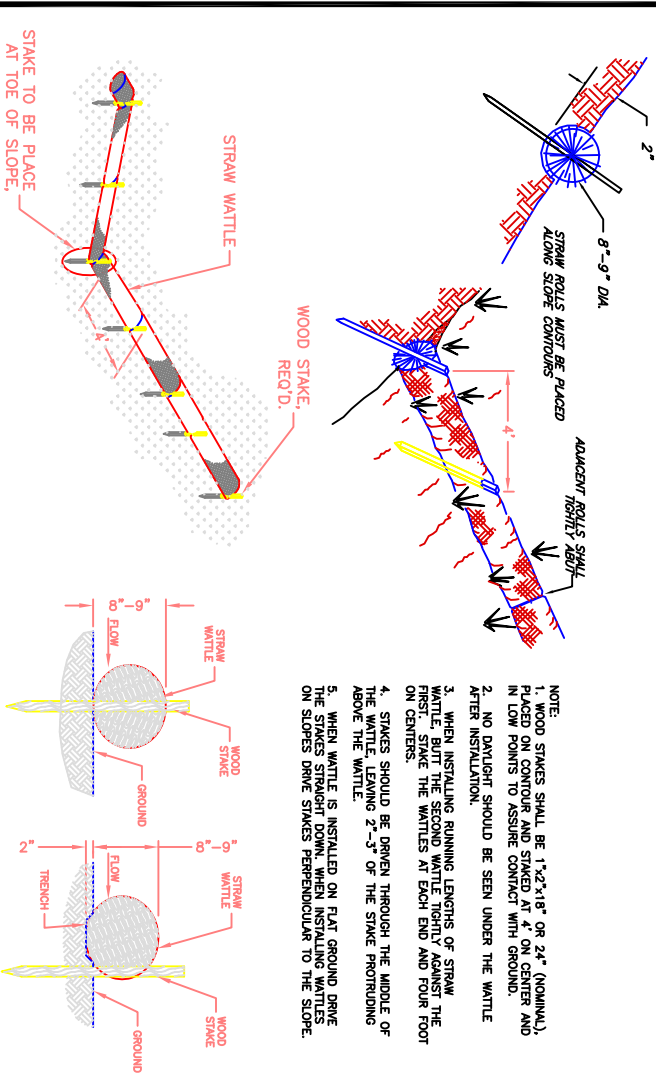 2"
8"-9" DIA.
STRAW ROLLS MUST BE PLACED
ALONG SLOPE CONTOURS
ADJACENT ROLLS SHALL
TIGHTLY ABUT
4'
NOTE:
1. WOOD STAKES SHALL BE 1"x2"x18" OR 24" (NOMINAL),
PLACED ON CONTOUR AND STAKED AT 4' ON CENTER AND
IN LOW POINTS TO ASSURE CONTACT WITH GROUND.
2. NO DAYLIGHT SHOULD BE SEEN UNDER THE WATTLE
AFTER INSTALLATION.
3. WHEN INSTALLING RUNNING LENGTHS OF STRAW
WATTLE, BUTT THE SECOND WATTLE TIGHTLY AGAINST THE
FIRST. STAKE THE WATTLES AT EACH END AND FOUR FOOT
ON CENTERS.
4. STAKES SHOULD BE DRIVEN THROUGH THE MIDDLE OF
THE WATTLE, LEAVING 2"-3" OF THE STAKE PROTRUDING
ABOVE THE WATTLE.
5. WHEN WATTLE IS INSTALLED ON FLAT GROUND DRIVE
THE STAKES STRAIGHT DOWN. WHEN INSTALLING WATTLES
ON SLOPES DRIVE STAKES PERPENDICULAR TO THE SLOPE.
STRAW WATTLE
WOOD STAKE,
REQ'D.
4'
STAKE TO BE PLACE
AT TOE OF SLOPE,
STRAW
WATTLE
WOOD
STAKE
8"-9"
FLOW
GROUND
STRAW
WATTLE
WOOD
STAKE
8"-9"
FLOW
2"
TRENCH
GROUND